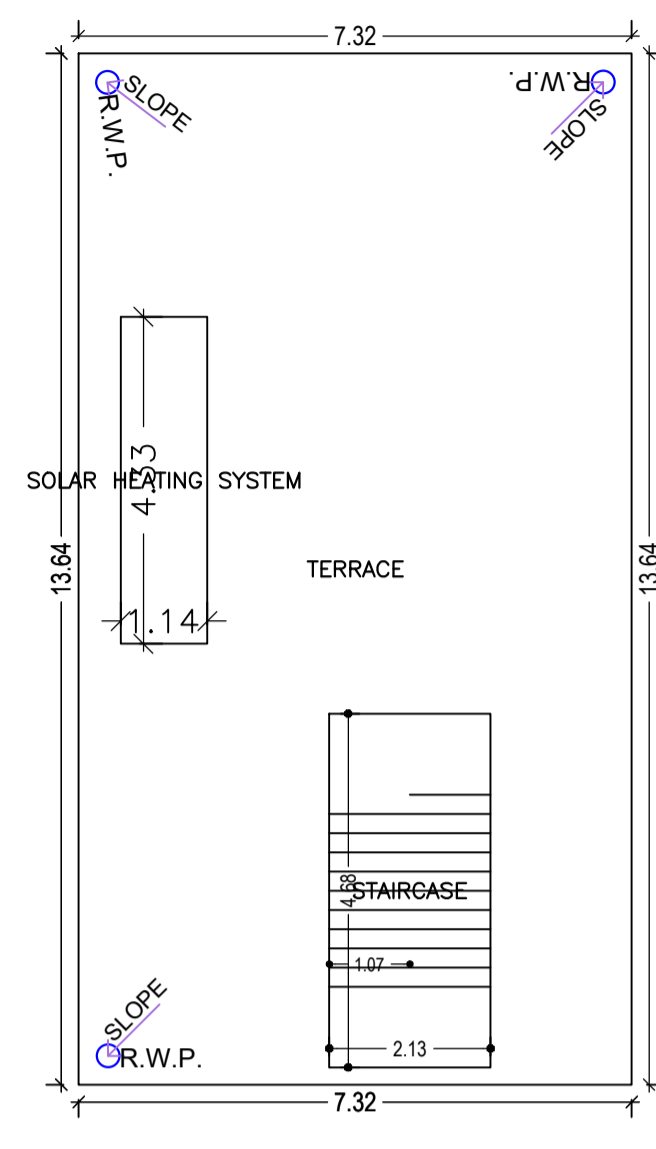 7.32
SLOPE
R.W.P.
R.W.P.
SLOPE
4.33
SOLAR HEATING SYSTEM
13.64
TERRACE
13.64
1.14
4.68
STAIRCASE
1.07
SLOPE
R.W.P.
2.13
7.32